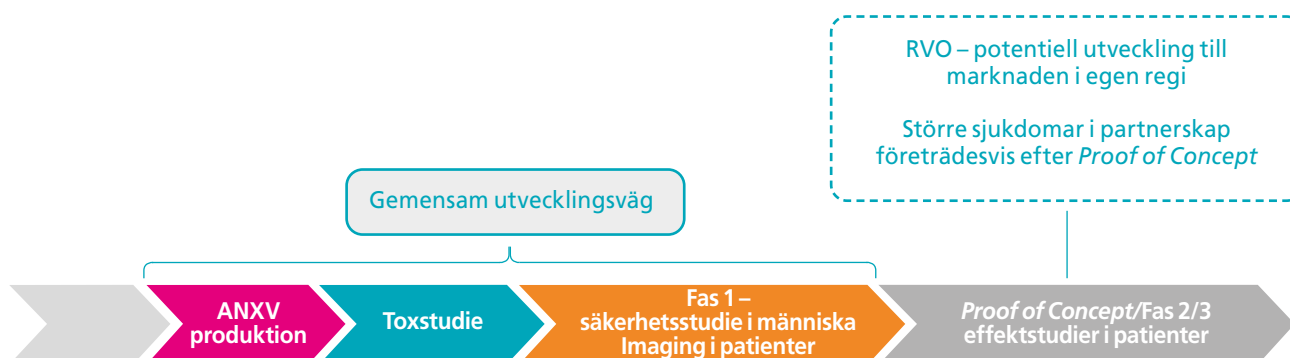 RVO – potentiell utveckling till
marknaden i egen regi
Större sjukdomar i partnerskap
företrädesvis efter Proof of Concept
Gemensam utvecklingsväg
ANXV
produktion
Toxstudie
Fas 1 –
säkerhetsstudie i människa
Imaging i patienter
Proof of Concept/Fas 2/3
effektstudier i patienter